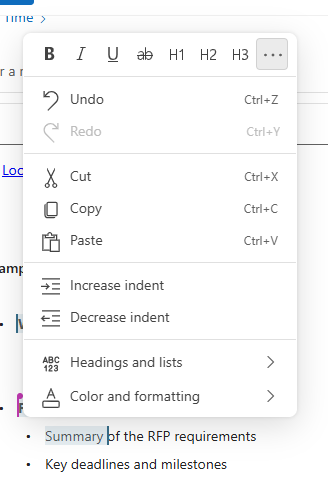 Time >
B I U ab H1 H2 H3 ...
Undo Ctrl+Z
Redo Ctrl+Y
Loc
Cut Ctrl+X
Copy Ctrl+C
Paste Ctrl+V
Increase indent
Decrease indent
ABC
123 Headings and lists >
A Color and formatting >
• Summary of the RFP requirements
• Key deadlines and milestones